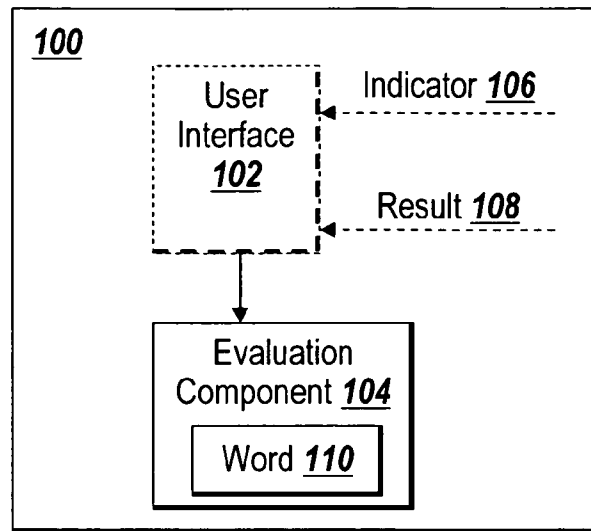 100
User
Interface
102
Indicator 106
Result 108
Evaluation
Component 104
Word 110